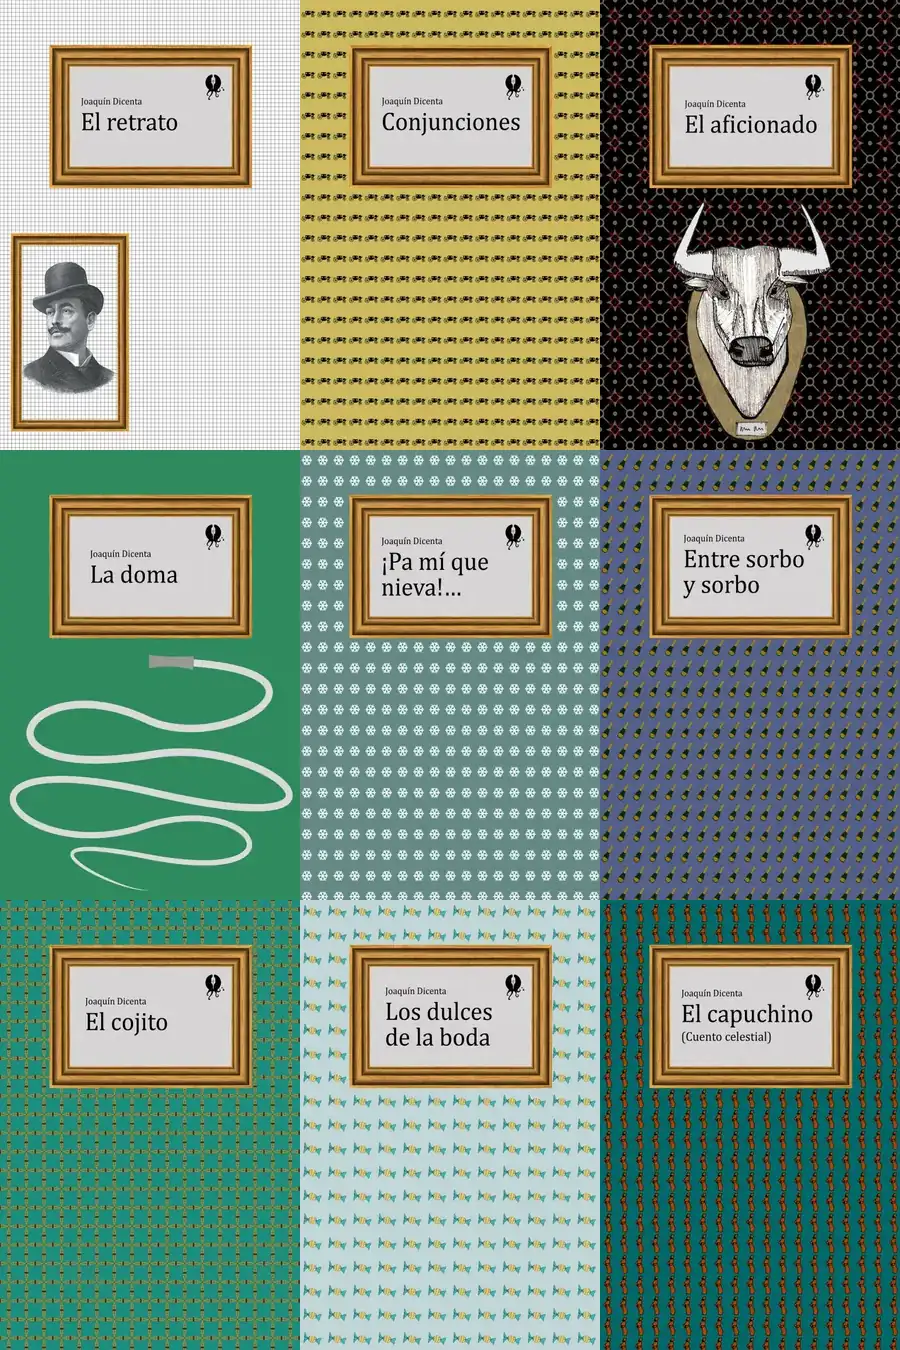 Joaquín Dicenta
El retrato
Joaquín Dicenta
Conjunciones
Joaquín Dicenta
El aficionado
Joaquín Dicenta
La doma
Joaquín Dicenta
¡Pa mí que
nieva!...
Joaquín Dicenta
Entre sorbo
y sorbo
Joaquín Dicenta
El cojito
Joaquín Dicenta
Los dulces
de la boda
Joaquín Dicenta
El capuchino
(Cuento celestial)